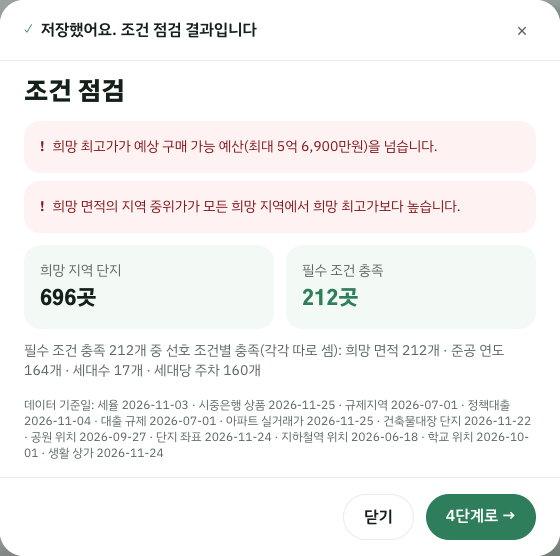 ✓ 저장했어요. 조건 점검 결과입니다 ×
조건 점검
! 희망 최고가가 예상 구매 가능 예산(최대 5억 6,900만원)을 넘습니다.
! 희망 면적의 지역 중위가가 모든 희망 지역에서 희망 최고가보다 높습니다.
희망 지역 단지
696곳
필수 조건 충족
212곳
필수 조건 충족 212개 중 선호 조건별 충족(각각 따로 셈): 희망 면적 212개 · 준공 연도
164개 · 세대수 17개 · 세대당 주차 160개
데이터 기준일: 세율 2026-11-03 · 시중은행 상품 2026-11-25 · 규제지역 2026-07-01 · 정책대출
2026-11-04 · 대출 규제 2026-07-01 · 아파트 실거래가 2026-11-25 · 건축물대장 단지 2026-11-22
· 공원 위치 2026-09-27 · 단지 좌표 2026-11-24 · 지하철역 위치 2026-06-18 · 학교 위치 2026-10-
01 · 생활 상가 2026-11-24
닫기
4단계로 →